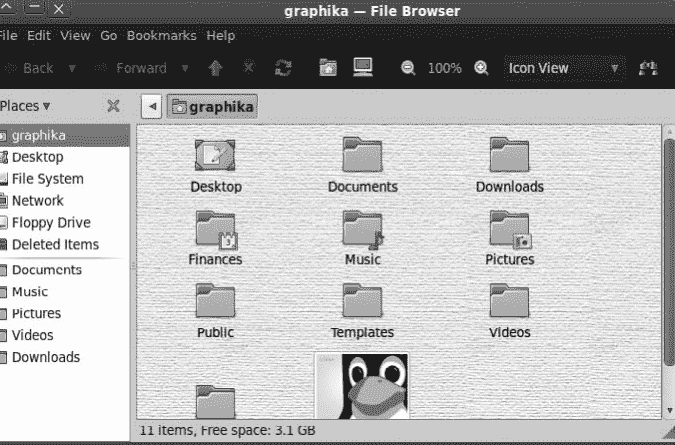 graphika — File Browser
File Edit View Go Bookmarks Help
Back Forward 100% Icon View
Places graphika
graphika
Desktop
File System
Network
Floppy Drive
Deleted Items
Documents
Music
Pictures
Videos
Downloads
Desktop Documents Downloads
Finances Music Pictures
Public Templates Videos
11 items, Free space: 3.1 GB